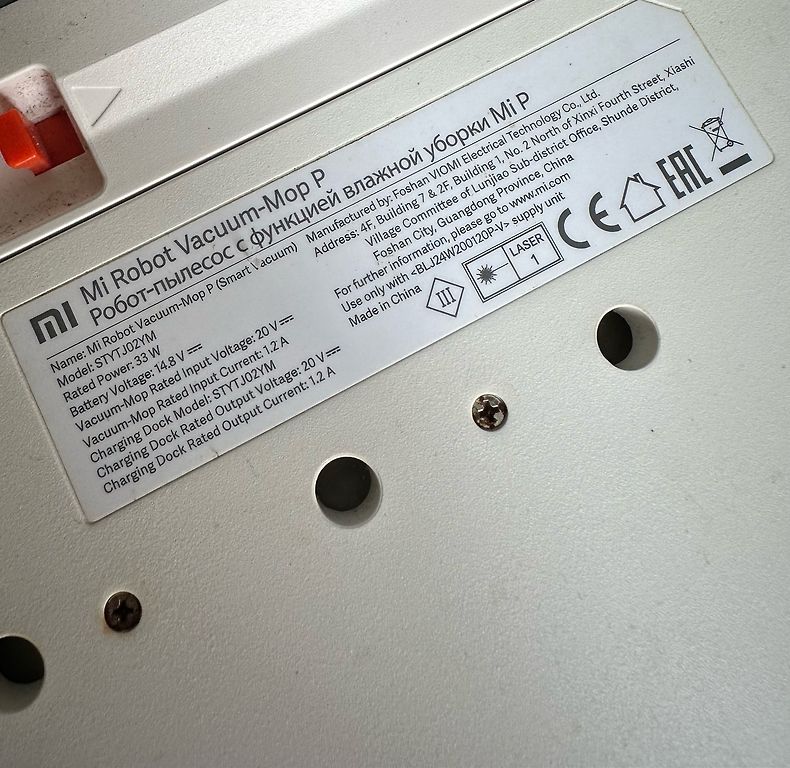 MI
Mi Robot Vacuum-Mop P
Робот-пылесос с функцией влажной уборки Mi P
Name: Mi Robot Vacuum-Mop P (Smart Vacuum)
Model: STYTJ02YM
Rated Power: 33 W
Battery Voltage: 14.8 V ⎓
Vacuum-Mop Rated Input Voltage: 20 V ⎓
Vacuum-Mop Rated Input Current: 1.2 A
Charging Dock Model: STYTJ02YM
Charging Dock Rated Output Voltage: 20 V ⎓
Charging Dock Rated Output Current: 1.2 A
Manufactured by: Foshan VIOMI Electrical Technology Co., Ltd.
Address: 4F, Building 7 & 2F, Building 1, No. 2 North of Xinxi Fourth Street, Xiashi
Village Committee of Lunjiao Sub-district Office, Shunde District,
Foshan City, Guangdong Province, China
For further information, please go to www.mi.com
Use only with <BLJ24W200120P-V> supply unit
Made in China
III
LASER
1
CE
EAC